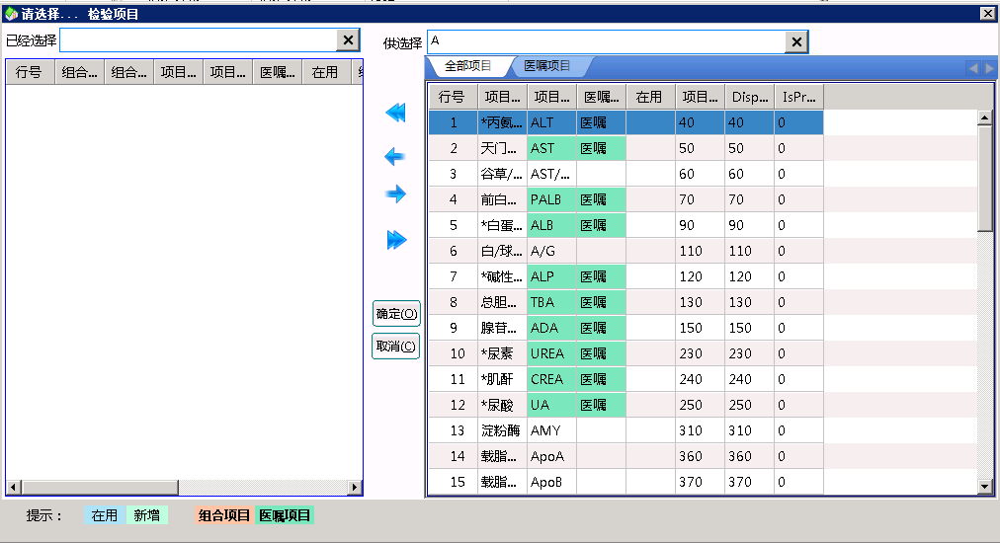 请选择... 检验项目
已经选择
供选择 A
全部项目 医嘱项目
行号 组合... 组合... 项目... 项目... 医嘱... 在用
行号 项目... 项目... 医嘱... 在用 项目... Disp... IsPr...
1 *丙氨... ALT 医嘱 40 40 0
2 天门... AST 医嘱 50 50 0
3 谷草/... AST/... 60 60 0
4 前白... PALB 医嘱 70 70 0
5 *白蛋... ALB 医嘱 90 90 0
6 白/球... A/G 110 110 0
7 *碱性... ALP 医嘱 120 120 0
8 总胆... TBA 医嘱 130 130 0
9 腺苷... ADA 医嘱 150 150 0
10 *尿素 UREA 医嘱 230 230 0
11 *肌酐 CREA 医嘱 240 240 0
12 *尿酸 UA 医嘱 250 250 0
13 淀粉酶 AMY 310 310 0
14 载脂... ApoA 360 360 0
15 载脂... ApoB 370 370 0
确定(O)
取消(C)
提示： 在用 新增 组合项目 医嘱项目